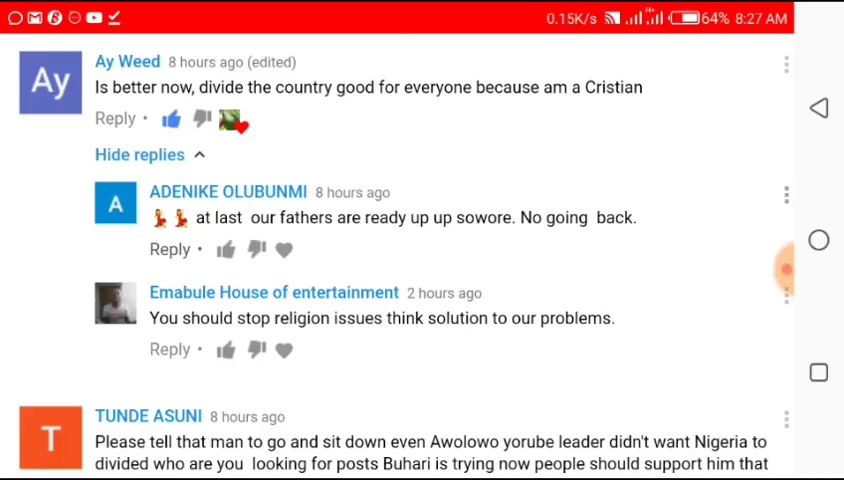 0.15K/s H+ 64% 8:27 AM
Ay
Ay Weed 8 hours ago (edited)
Is better now, divide the country good for everyone because am a Cristian
Reply
Hide replies
A
ADENIKE OLUBUNMI 8 hours ago
💃💃 at last our fathers are ready up up sowore. No going back.
Reply
Emabule House of entertainment 2 hours ago
You should stop religion issues think solution to our problems.
Reply
T
TUNDE ASUNI 8 hours ago
Please tell that man to go and sit down even Awolowo yorube leader didn't want Nigeria to
divided who are you looking for posts Buhari is trying now people should support him that